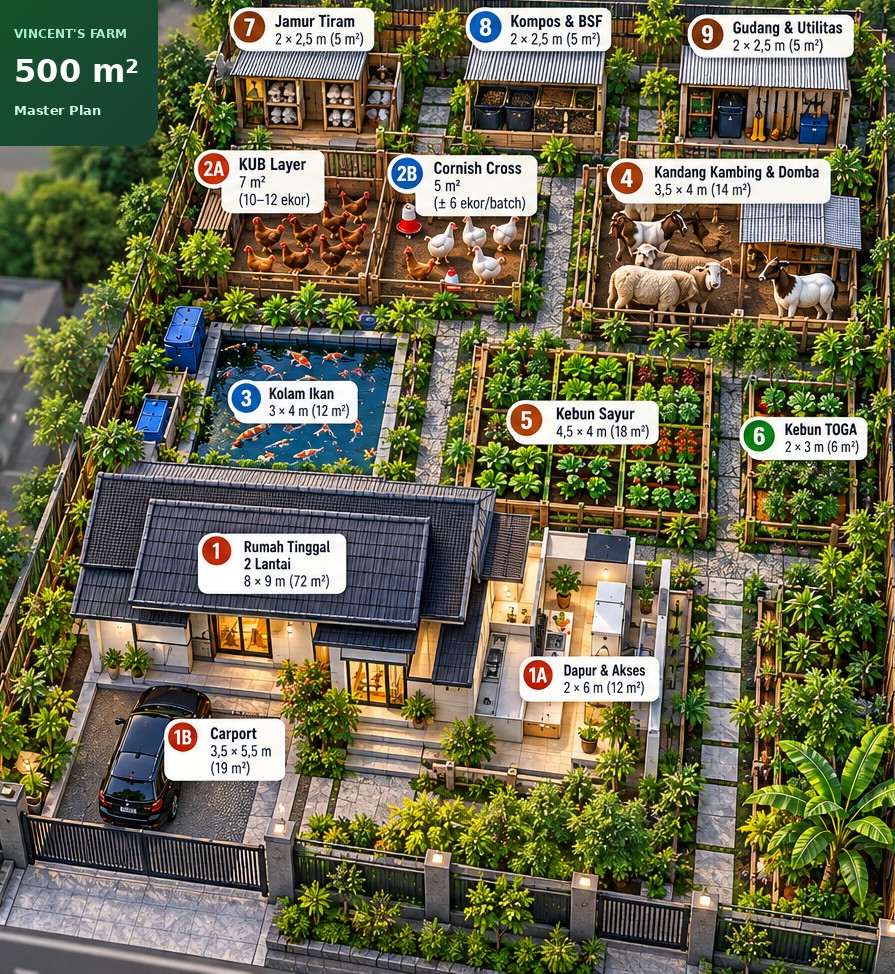 VINCENT'S FARM
500 m²
Master Plan
7
Jamur Tiram
2 × 2,5 m (5 m²)
8
Kompos & BSF
2 × 2,5 m (5 m²)
9
Gudang & Utilitas
2 × 2,5 m (5 m²)
2A
KUB Layer
7 m²
(10–12 ekor)
2B
Cornish Cross
5 m²
(± 6 ekor/batch)
4
Kandang Kambing & Domba
3,5 × 4 m (14 m²)
3
Kolam Ikan
3 × 4 m (12 m²)
5
Kebun Sayur
4,5 × 4 m (18 m²)
6
Kebun TOGA
2 × 3 m (6 m²)
1
Rumah Tinggal
2 Lantai
8 × 9 m (72 m²)
1A
Dapur & Akses
2 × 6 m (12 m²)
1B
Carport
3,5 × 5,5 m
(19 m²)